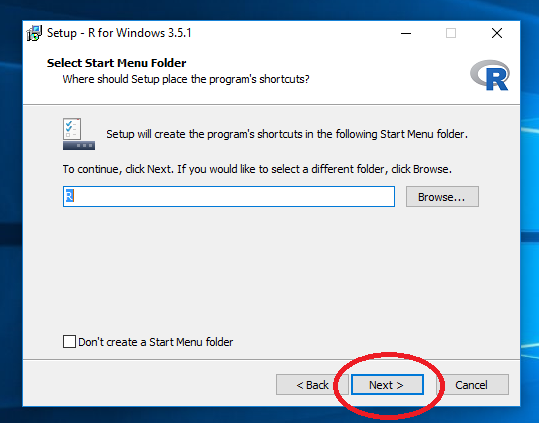 Setup - R for Windows 3.5.1
Select Start Menu Folder
Where should Setup place the program's shortcuts?
R
Setup will create the program's shortcuts in the following Start Menu folder.
To continue, click Next. If you would like to select a different folder, click Browse.
R
Browse...
Don't create a Start Menu folder
< Back
Next >
Cancel